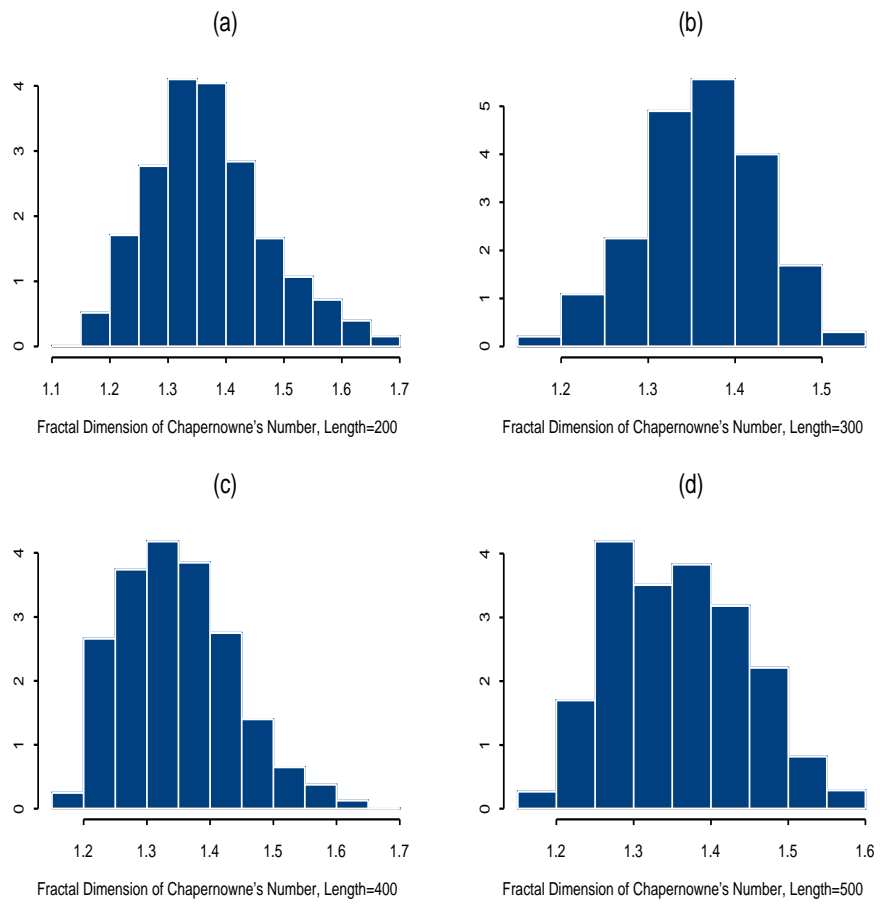 (a)
4
3
2
1
0
1.1 1.2 1.3 1.4 1.5 1.6 1.7
Fractal Dimension of Chapernowne's Number, Length=200
(b)
5
4
3
2
1
0
1.2 1.3 1.4 1.5
Fractal Dimension of Chapernowne's Number, Length=300
(c)
4
3
2
1
0
1.2 1.3 1.4 1.5 1.6 1.7
Fractal Dimension of Chapernowne's Number, Length=400
(d)
4
3
2
1
0
1.2 1.3 1.4 1.5 1.6
Fractal Dimension of Chapernowne's Number, Length=500